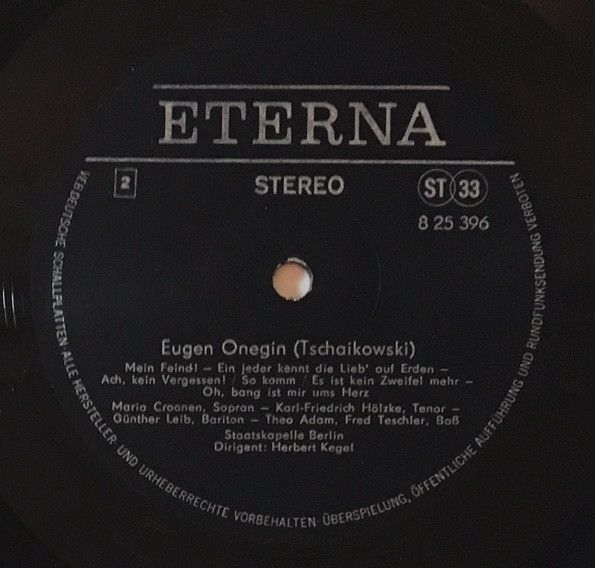 ETERNA
2
STEREO
ST 33
8 25 396
Eugen Onegin (Tschaikowski)
Mein Feind! – Ein jeder kennt die Lieb' auf Erden –
Ach, kein Vergessen! / So komm / Es ist kein Zweifel mehr –
Oh, bang ist mir ums Herz
Maria Croonen, Sopran – Karl-Friedrich Hölzke, Tenor –
Günther Leib, Bariton – Theo Adam, Fred Teschler, Baß
Staatskapelle Berlin
Dirigent: Herbert Kegel
VEB DEUTSCHE SCHALLPLATTEN · ALLE HERSTELLER- UND URHEBERRECHTE VORBEHALTEN · ÜBERSPIELUNG, ÖFFENTLICHE AUFFÜHRUNG UND RUNDFUNKSENDUNG VERBOTEN